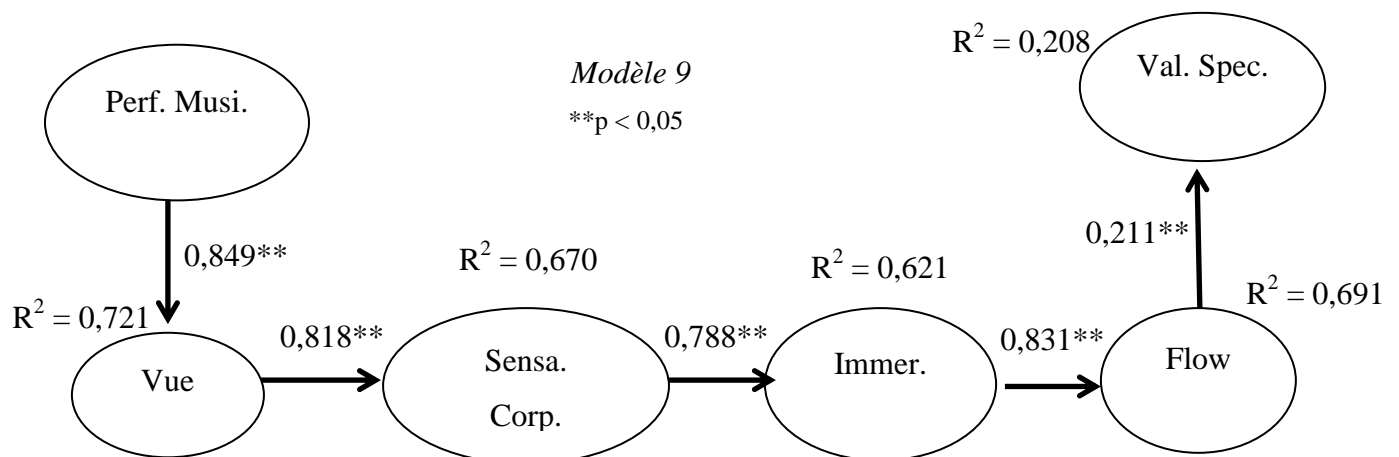 R² = 0,208
Val. Spec.
Modèle 9
**p < 0,05
Perf. Musi.
0,849**
R² = 0,670
R² = 0,621
0,211**
R² = 0,691
R² = 0,721
0,818**
0,788**
0,831**
Vue
Sensa.
Corp.
Immer.
Flow